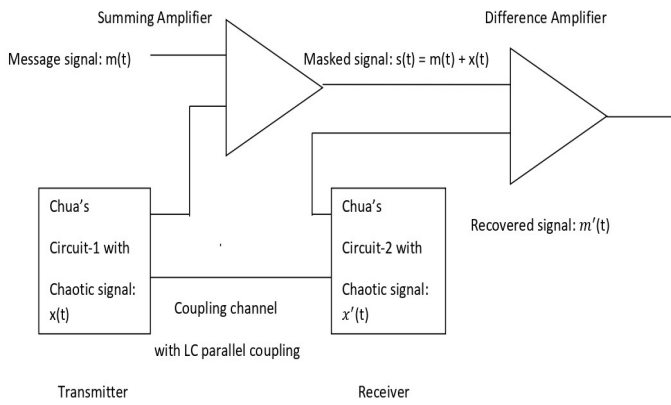 Summing Amplifier
Difference Amplifier
Message signal: m(t)
Masked signal: s(t) = m(t) + x(t)
Chua's
Circuit-1 with
Chaotic signal:
x(t)
Chua's
Circuit-2 with
Chaotic signal:
x′(t)
Recovered signal: m′(t)
Coupling channel
with LC parallel coupling
Transmitter
Receiver